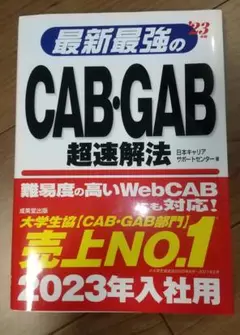 '23年版
最新最強の
CAB・GAB
超速解法
日本キャリア
サポートセンター 著
難易度の高いWebCAB
にも対応!
成美堂出版
大学生協【CAB・GAB部門】
売上NO.1
2023年入社用